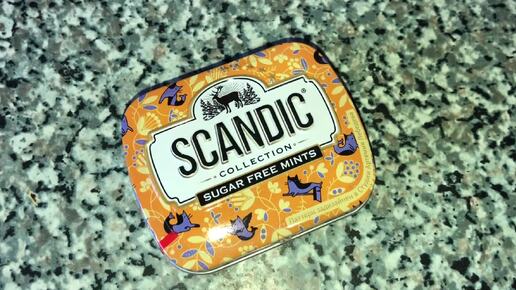 SCANDIC®
COLLECTION
SUGAR FREE MINTS